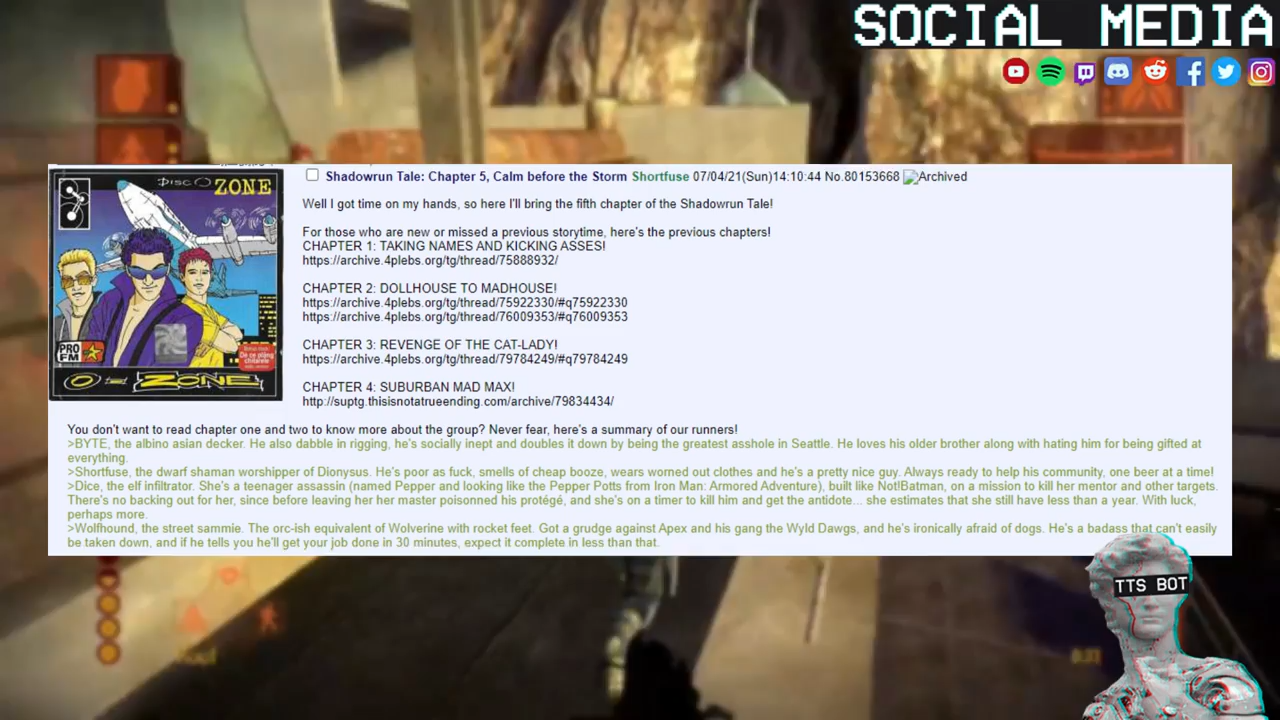 SOCIAL MEDIA
DISCO ZONE
PRO
FM
De ce plâng
chitarele
O-ZONE
Shadowrun Tale: Chapter 5, Calm before the Storm Shortfuse 07/04/21(Sun)14:10:44 No.80153668 Archived
Well I got time on my hands, so here I'll bring the fifth chapter of the Shadowrun Tale!
For those who are new or missed a previous storytime, here's the previous chapters!
CHAPTER 1: TAKING NAMES AND KICKING ASSES!
https://archive.4plebs.org/tg/thread/75888932/
CHAPTER 2: DOLLHOUSE TO MADHOUSE!
https://archive.4plebs.org/tg/thread/75922330/#q75922330
https://archive.4plebs.org/tg/thread/76009353/#q76009353
CHAPTER 3: REVENGE OF THE CAT-LADY!
https://archive.4plebs.org/tg/thread/79784249/#q79784249
CHAPTER 4: SUBURBAN MAD MAX!
http://suptg.thisisnotatrueending.com/archive/79834434/
You don't want to read chapter one and two to know more about the group? Never fear, here's a summary of our runners!
>BYTE, the albino asian decker. He also dabble in rigging, he's socially inept and doubles it down by being the greatest asshole in Seattle. He loves his older brother along with hating him for being gifted at
everything.
>Shortfuse, the dwarf shaman worshipper of Dionysus. He's poor as fuck, smells of cheap booze, wears worned out clothes and he's a pretty nice guy. Always ready to help his community, one beer at a time!
>Dice, the elf infiltrator. She's a teenager assassin (named Pepper and looking like the Pepper Potts from Iron Man: Armored Adventure), built like Not!Batman, on a mission to kill her mentor and other targets.
There's no backing out for her, since before leaving her her master poisonned his protégé, and she's on a timer to kill him and get the antidote... she estimates that she still have less than a year. With luck,
perhaps more.
>Wolfhound, the street sammie. The orc-ish equivalent of Wolverine with rocket feet. Got a grudge against Apex and his gang the Wyld Dawgs, and he's ironically afraid of dogs. He's a badass that can't easily
be taken down, and if he tells you he'll get your job done in 30 minutes, expect it complete in less than that.
TTS BOT